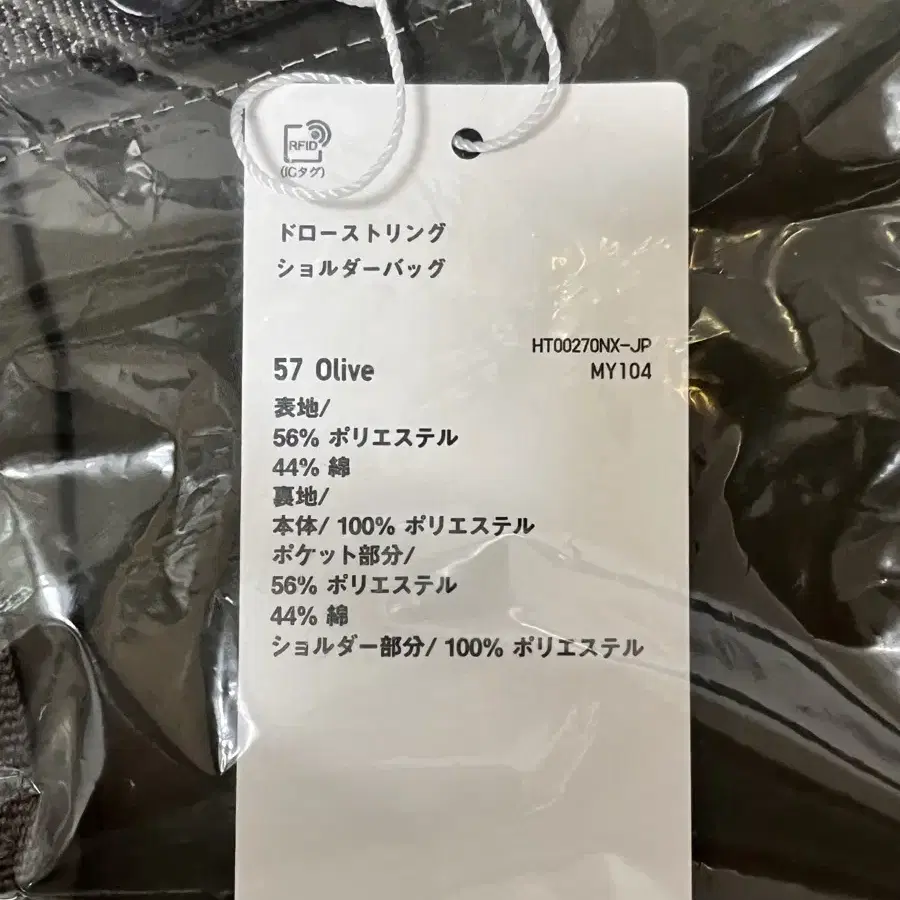 RFID
(ICタグ)
ドローストリング
ショルダーバッグ
HT00270NX-JP
57 Olive MY104
表地/
56% ポリエステル
44% 綿
裏地/
本体/ 100% ポリエステル
ポケット部分/
56% ポリエステル
44% 綿
ショルダー部分/ 100% ポリエステル